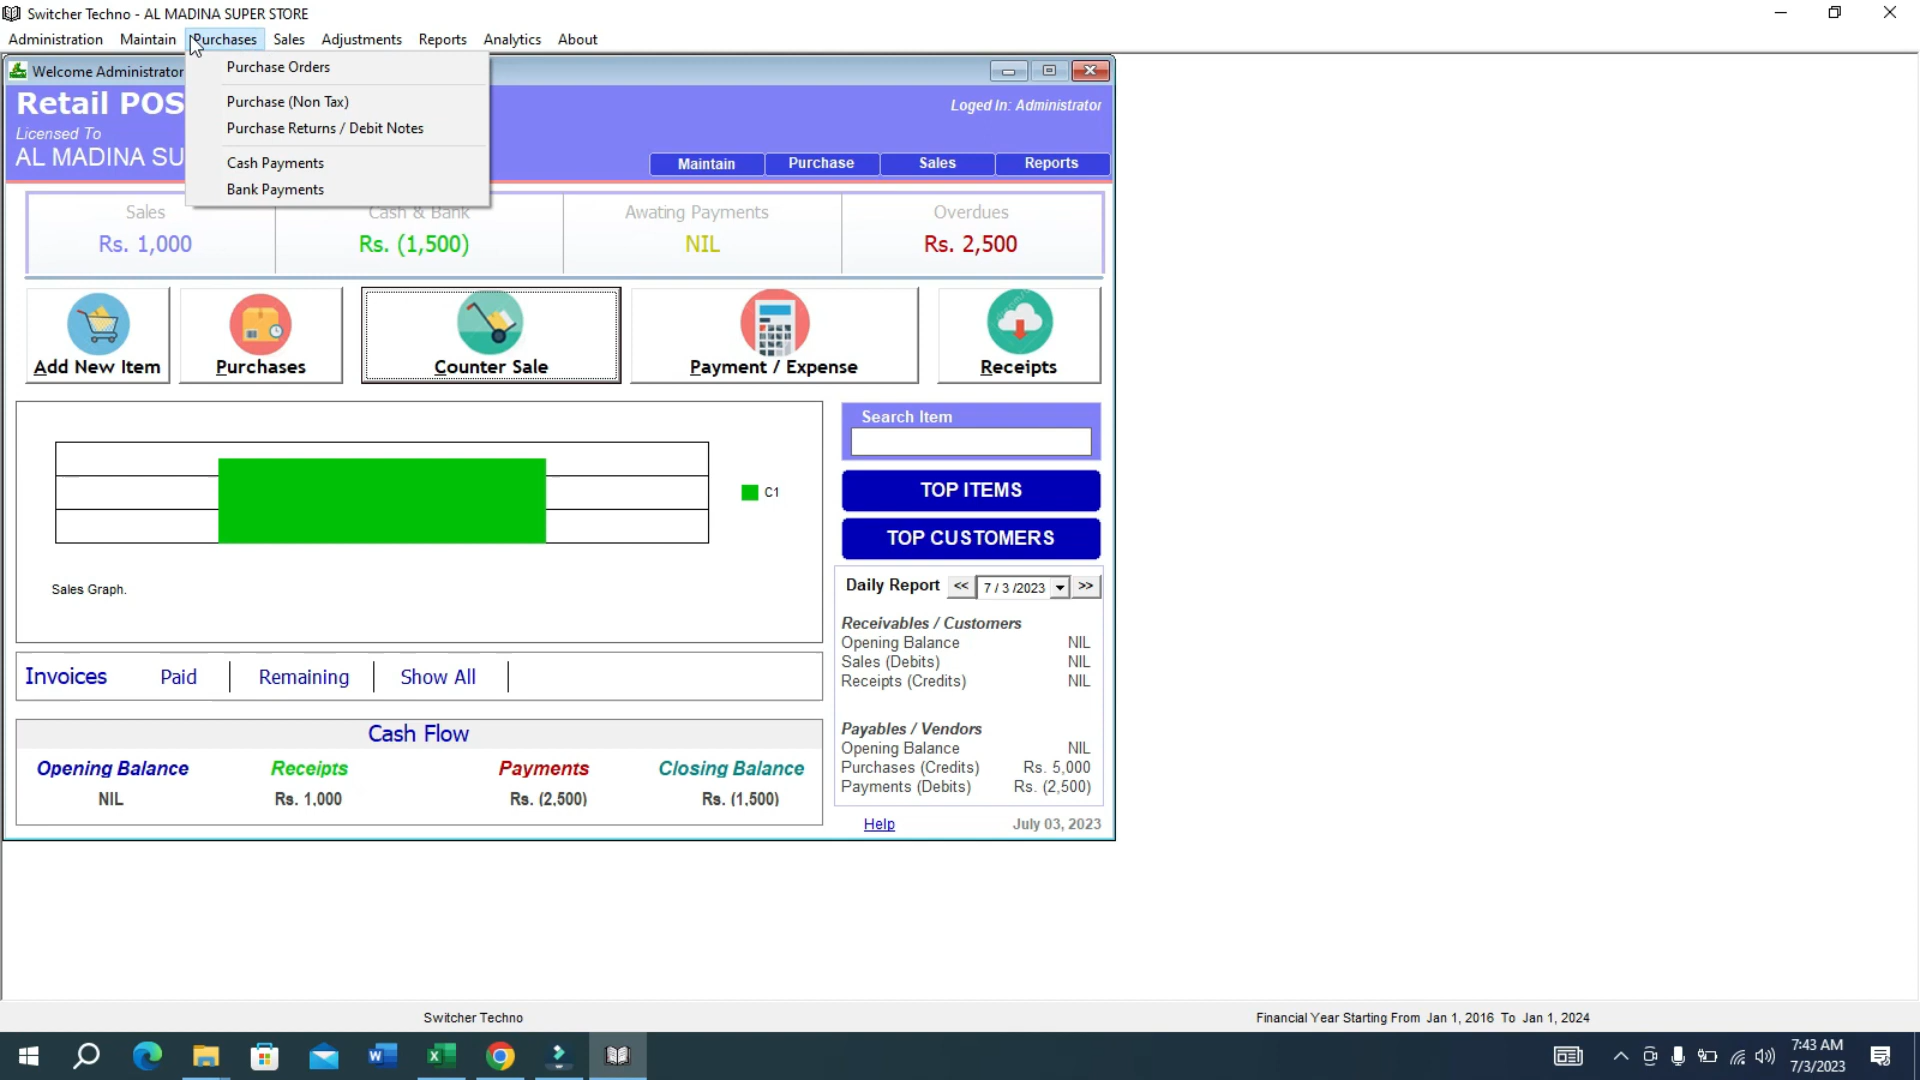 Switcher Techno - AL MADINA SUPER STORE
Administration Maintain Purchases Sales Adjustments Reports Analytics About
Purchase Orders
Purchase (Non Tax)
Purchase Returns / Debit Notes
Cash Payments
Bank Payments
Welcome Administrator
Retail POS
Loged In: Administrator
Licensed To
AL MADINA SU
Maintain Purchase Sales Reports
Sales Cash & Bank Awating Payments Overdues
Rs. 1,000 Rs. (1,500) NIL Rs. 2,500
Add New Item Purchases Counter Sale Payment / Expense Receipts
C1
Sales Graph.
Search Item
TOP ITEMS
TOP CUSTOMERS
Daily Report << 7 / 3 /2023 >>
Receivables / Customers
Opening Balance NIL
Sales (Debits) NIL
Receipts (Credits) NIL
Payables / Vendors
Opening Balance NIL
Purchases (Credits) Rs. 5,000
Payments (Debits) Rs. (2,500)
Invoices Paid Remaining Show All
Cash Flow
Opening Balance Receipts Payments Closing Balance
NIL Rs. 1,000 Rs. (2,500) Rs. (1,500)
Help July 03, 2023
Switcher Techno Financial Year Starting From Jan 1, 2016 To Jan 1, 2024
7:43 AM
7/3/2023